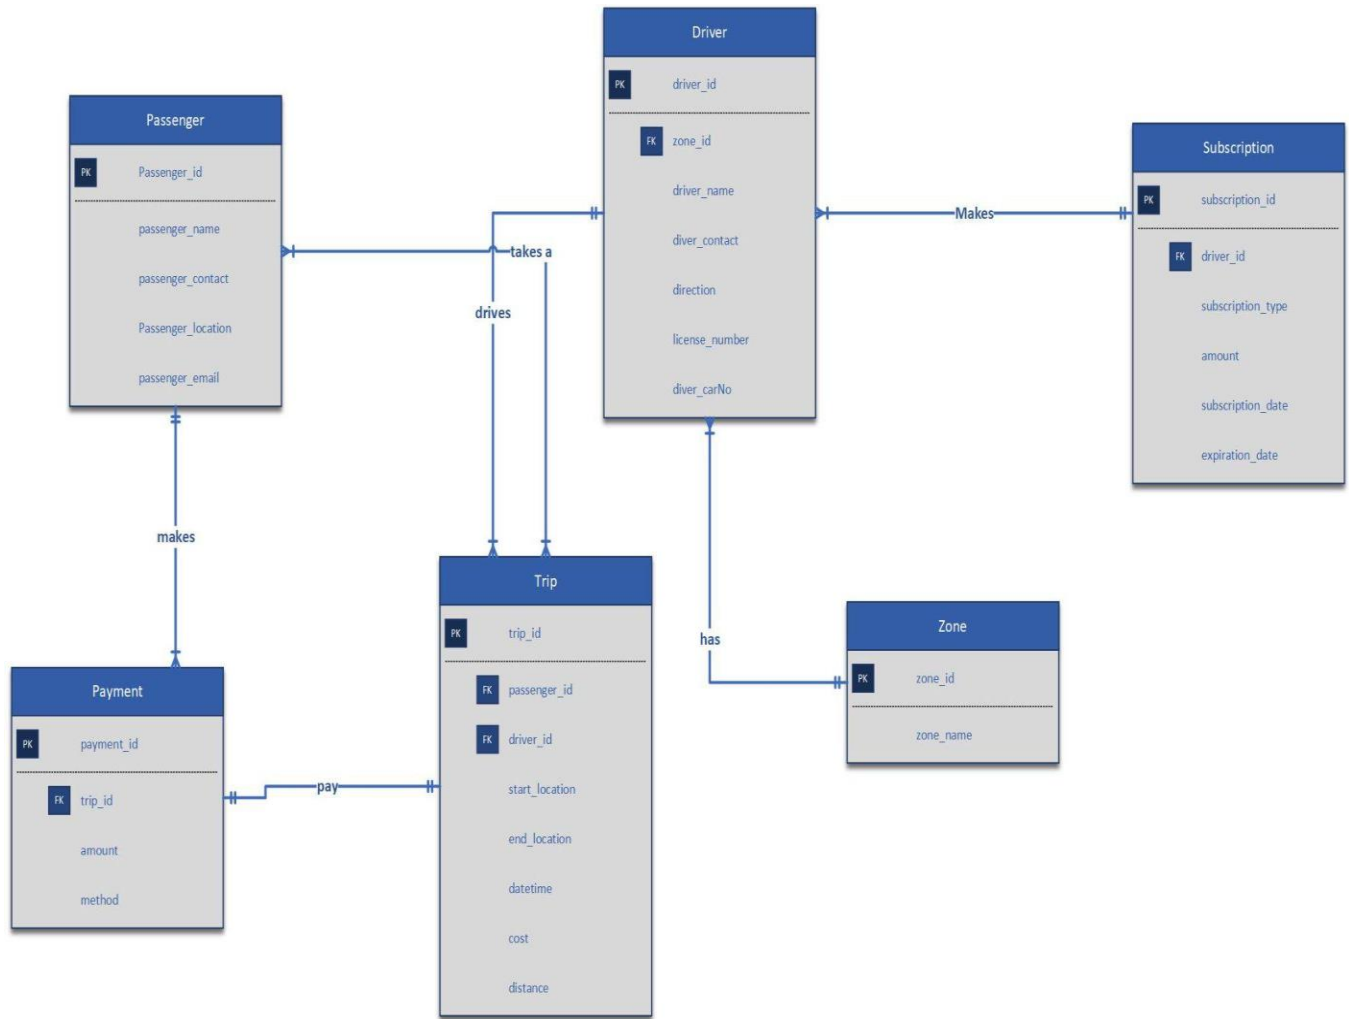 Driver
PK driver_id
FK zone_id
driver_name
diver_contact
direction
license_number
diver_carNo
Passenger
PK Passenger_id
passenger_name
passenger_contact
Passenger_location
passenger_email
Subscription
PK subscription_id
FK driver_id
subscription_type
amount
subscription_date
expiration_date
Makes
takes a
drives
makes
has
pay
Trip
PK trip_id
FK passenger_id
FK driver_id
start_location
end_location
datetime
cost
distance
Zone
PK zone_id
zone_name
Payment
PK payment_id
FK trip_id
amount
method